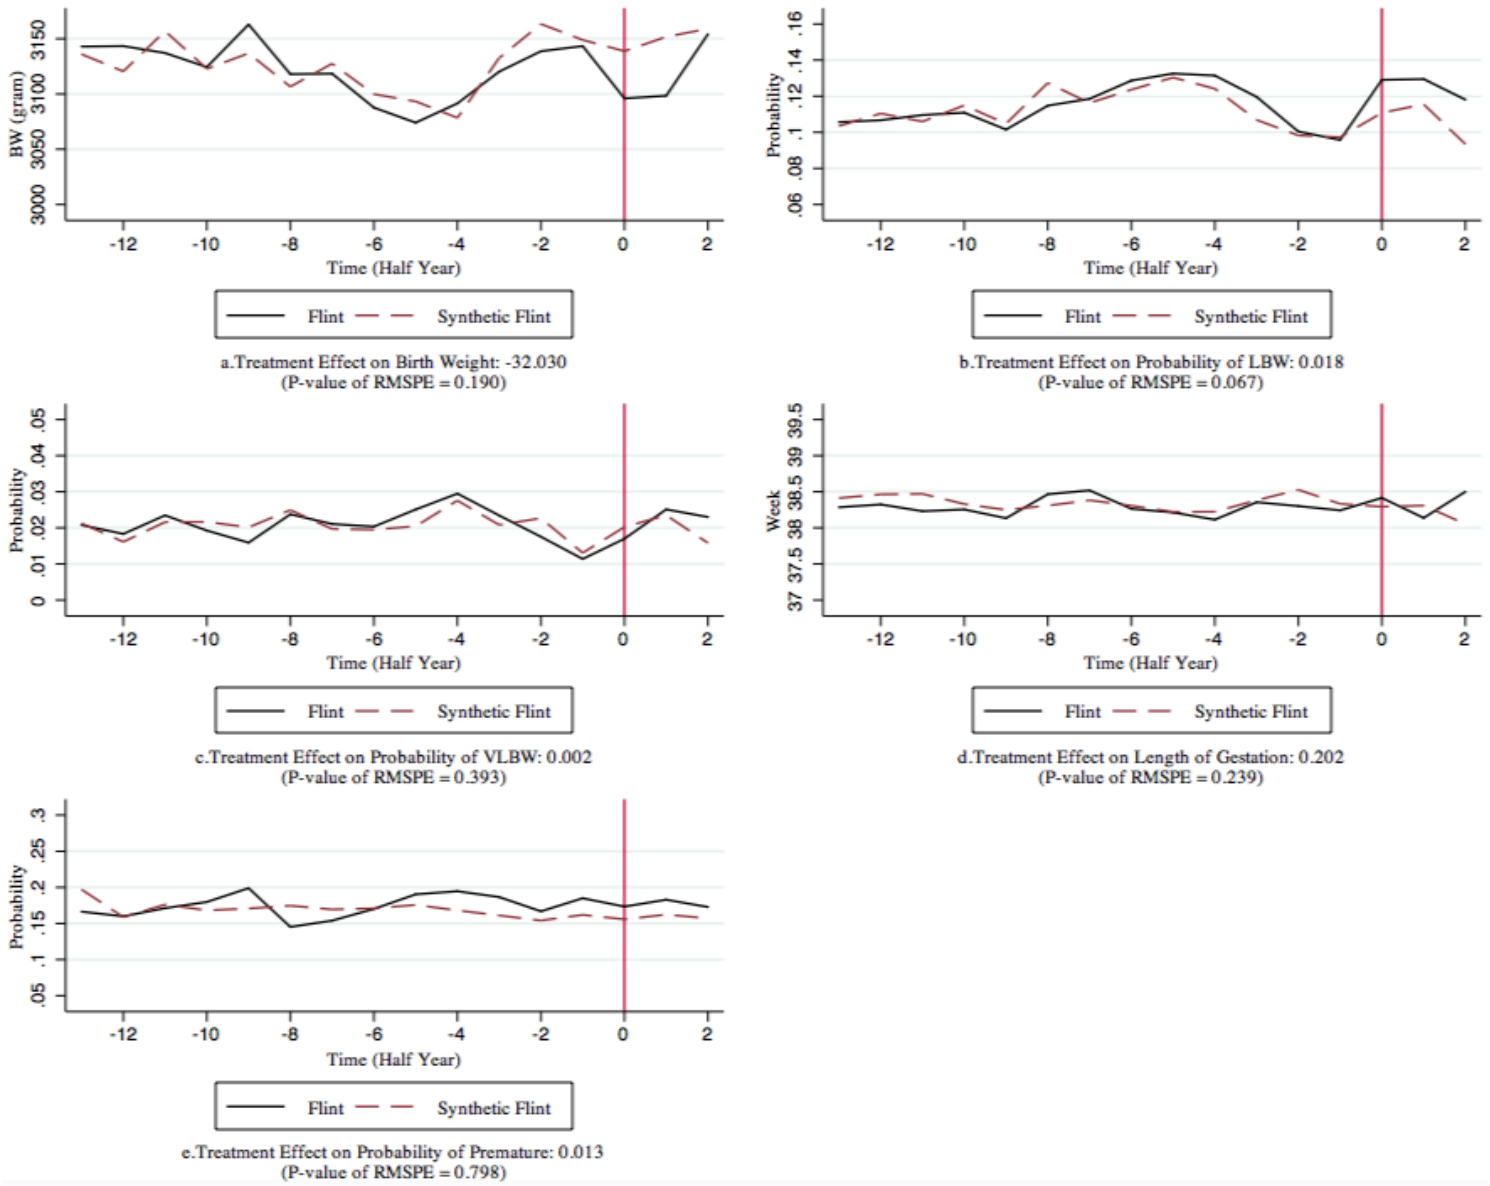 3150
3100
3050
3000
BW (gram)
-12 -10 -8 -6 -4 -2 0 2
Time (Half Year)
Flint Synthetic Flint
a.Treatment Effect on Birth Weight: -32.030
(P-value of RMSPE = 0.190)
.16
.14
.12
.1
.08
.06
Probability
-12 -10 -8 -6 -4 -2 0 2
Time (Half Year)
Flint Synthetic Flint
b.Treatment Effect on Probability of LBW: 0.018
(P-value of RMSPE = 0.067)
.05
.04
.03
.02
.01
0
Probability
-12 -10 -8 -6 -4 -2 0 2
Time (Half Year)
Flint Synthetic Flint
c.Treatment Effect on Probability of VLBW: 0.002
(P-value of RMSPE = 0.393)
39.5
39
38.5
38
37.5
37
Week
-12 -10 -8 -6 -4 -2 0 2
Time (Half Year)
Flint Synthetic Flint
d.Treatment Effect on Length of Gestation: 0.202
(P-value of RMSPE = 0.239)
.3
.25
.2
.15
.1
.05
Probability
-12 -10 -8 -6 -4 -2 0 2
Time (Half Year)
Flint Synthetic Flint
e.Treatment Effect on Probability of Premature: 0.013
(P-value of RMSPE = 0.798)